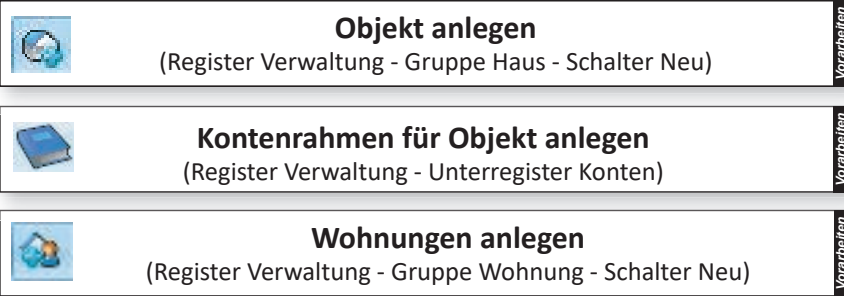 Objekt anlegen
(Register Verwaltung - Gruppe Haus - Schalter Neu)
Vorarbeiten
Kontenrahmen für Objekt anlegen
(Register Verwaltung - Unterregister Konten)
Vorarbeiten
Wohnungen anlegen
(Register Verwaltung - Gruppe Wohnung - Schalter Neu)
Vorarbeiten